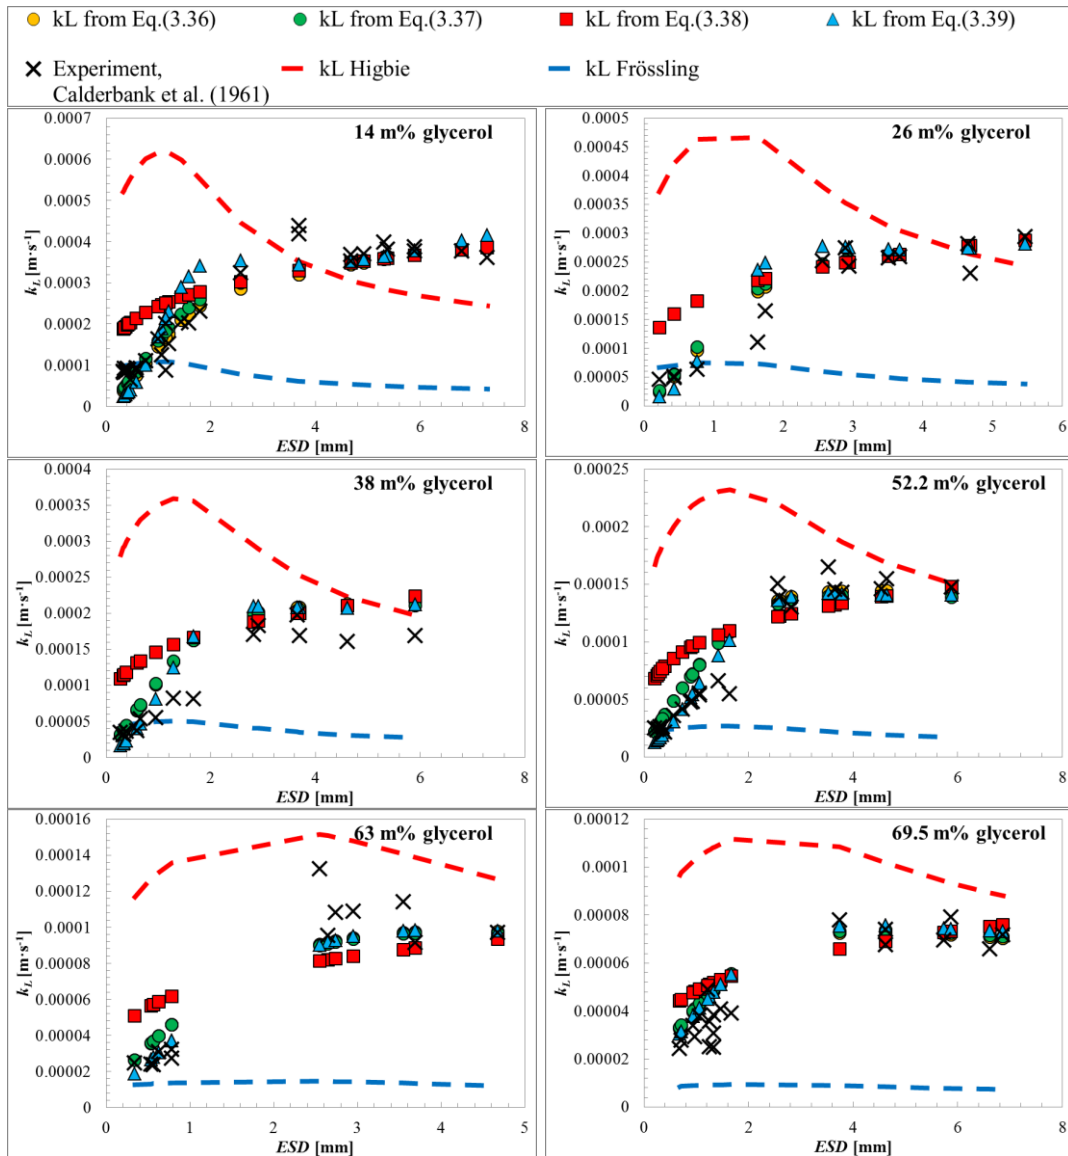 kL from Eq.(3.36) kL from Eq.(3.37) kL from Eq.(3.38) kL from Eq.(3.39)
Experiment, kL Higbie kL Frössling
Calderbank et al. (1961)
14 m% glycerol
0.0007
0.0006
0.0005
0.0004
0.0003
0.0002
0.0001
0
kL [m·s-1]
0 2 4 6 8
ESD [mm]
26 m% glycerol
0.0005
0.00045
0.0004
0.00035
0.0003
0.00025
0.0002
0.00015
0.0001
0.00005
0
kL [m·s-1]
0 1 2 3 4 5 6
ESD [mm]
38 m% glycerol
0.0004
0.00035
0.0003
0.00025
0.0002
0.00015
0.0001
0.00005
0
kL [m·s-1]
0 2 4 6 8
ESD [mm]
52.2 m% glycerol
0.00025
0.0002
0.00015
0.0001
0.00005
0
kL [m·s-1]
0 2 4 6 8
ESD [mm]
63 m% glycerol
0.00016
0.00014
0.00012
0.0001
0.00008
0.00006
0.00004
0.00002
0
kL [m·s-1]
0 1 2 3 4 5
ESD [mm]
69.5 m% glycerol
0.00012
0.0001
0.00008
0.00006
0.00004
0.00002
0
kL [m·s-1]
0 2 4 6 8
ESD [mm]